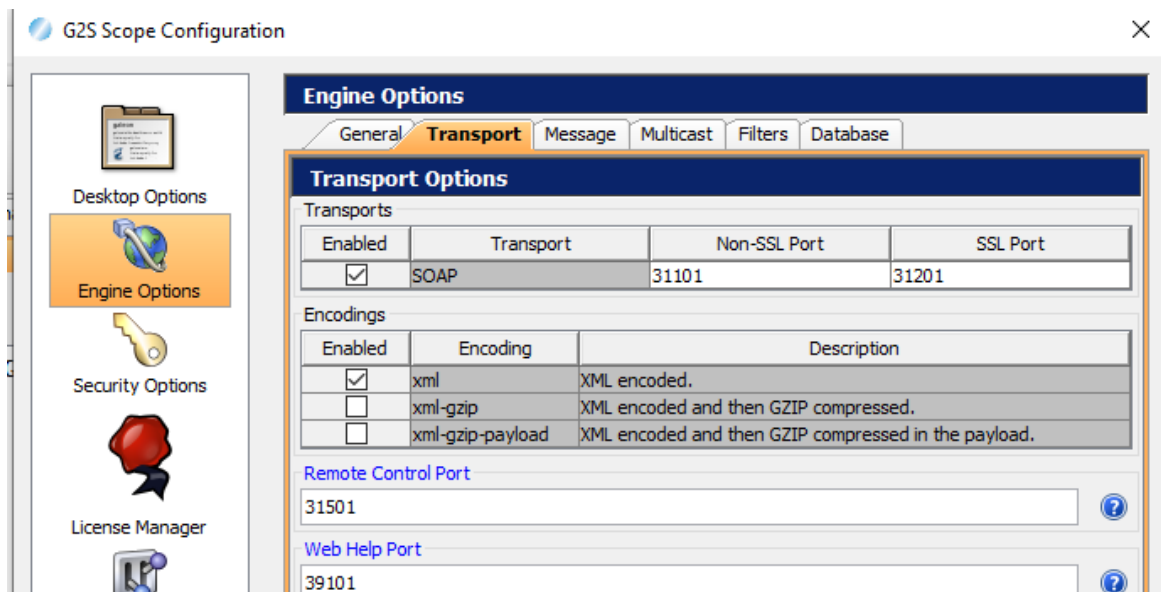 G2S Scope Configuration
Desktop Options
Engine Options
Security Options
License Manager
Engine Options
General Transport Message Multicast Filters Database
Transport Options
Transports
Enabled Transport Non-SSL Port SSL Port
SOAP 31101 31201
Encodings
Enabled Encoding Description
xml XML encoded.
xml-gzip XML encoded and then GZIP compressed.
xml-gzip-payload XML encoded and then GZIP compressed in the payload.
Remote Control Port
31501
Web Help Port
39101